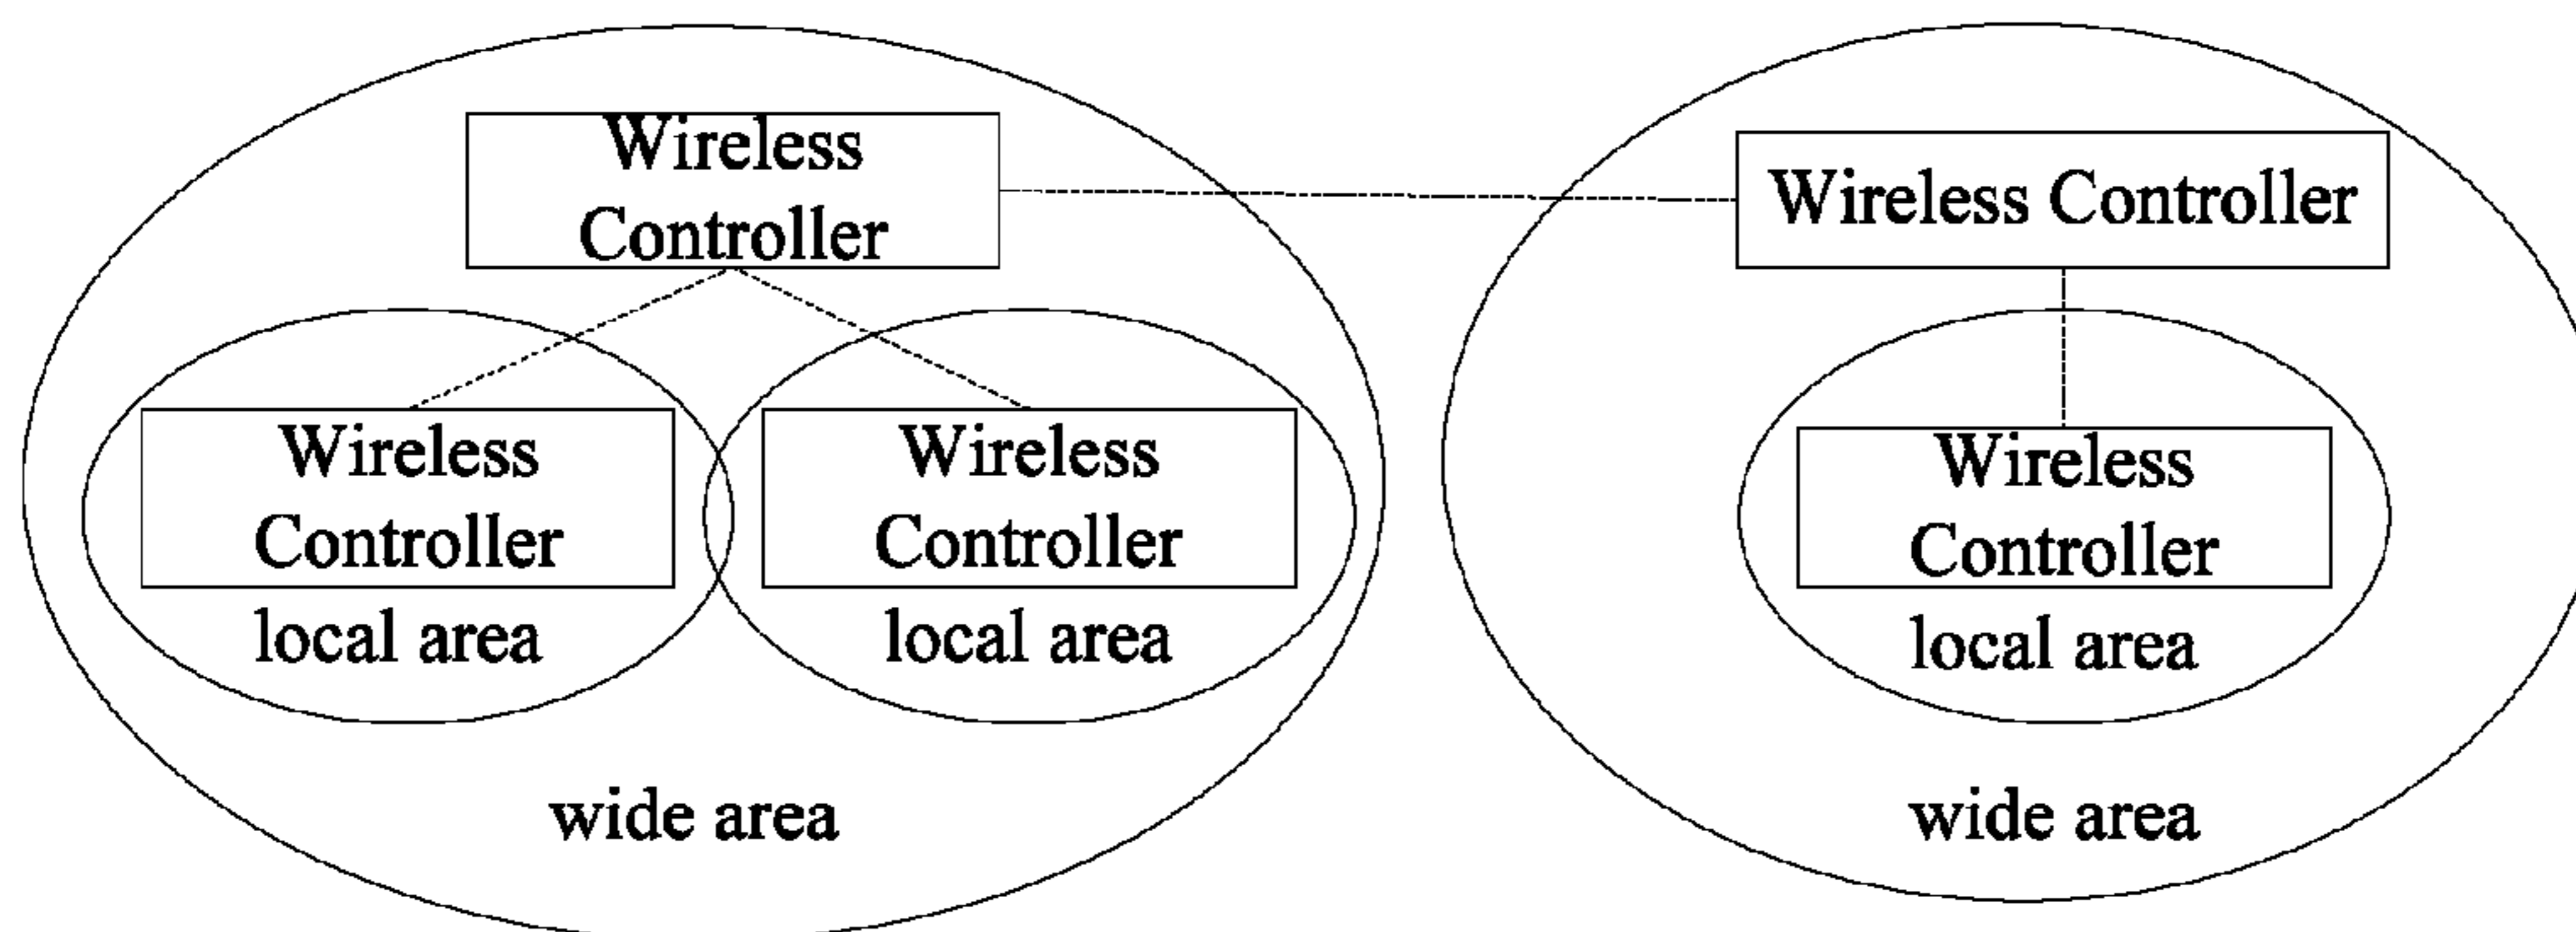 Wireless
Controller
Wireless Controller
Wireless
Controller
local area
Wireless
Controller
local area
Wireless
Controller
local area
wide area
wide area